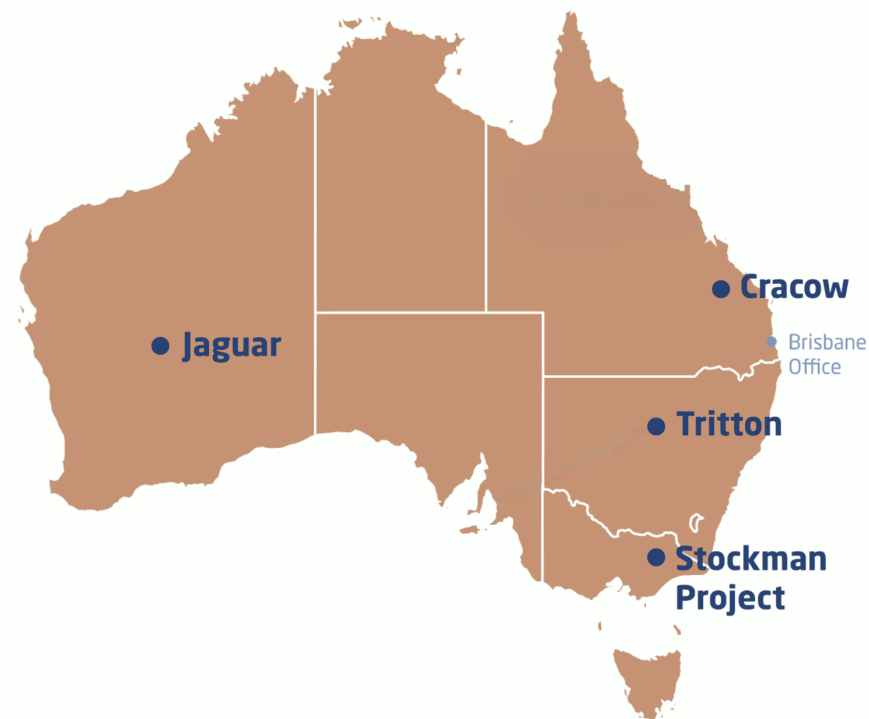 Cracow
Brisbane
Office
Jaguar
Tritton
Stockman
Project